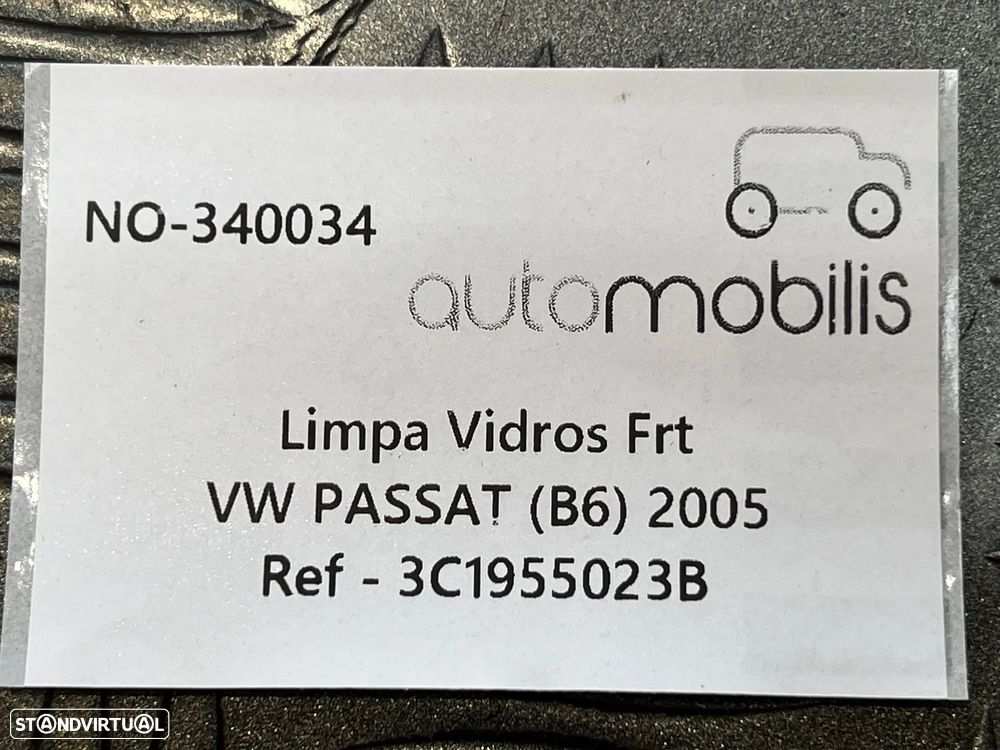 NO-340034
automobilis
Limpa Vidros Frt
VW PASSAT (B6) 2005
Ref - 3C1955023B
STANDVIRTUAL